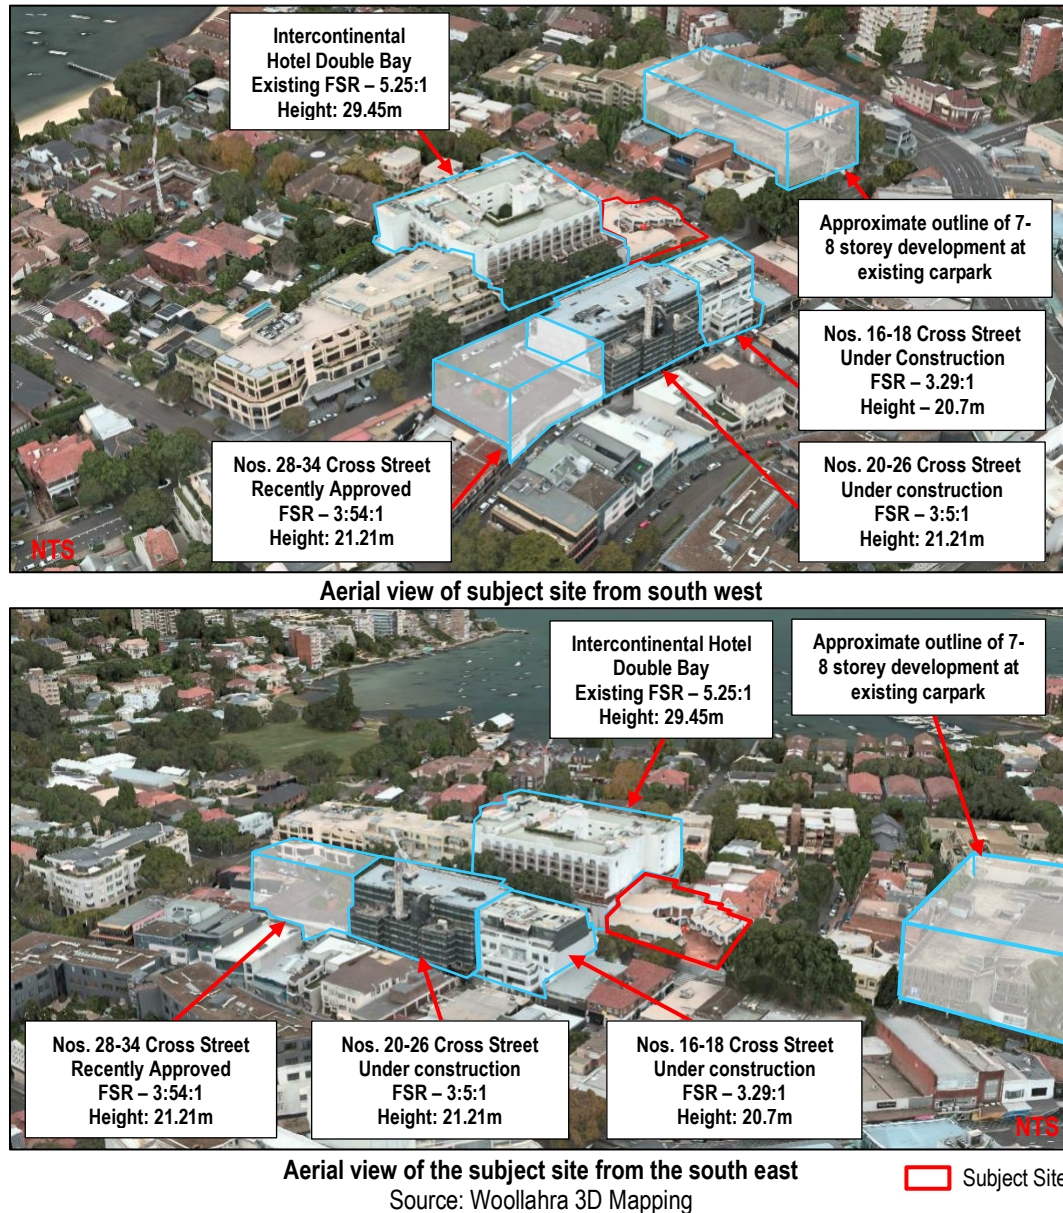 Intercontinental
Hotel Double Bay
Existing FSR – 5.25:1
Height: 29.45m
Approximate outline of 7-
8 storey development at
existing carpark
Nos. 16-18 Cross Street
Under Construction
FSR – 3.29:1
Height – 20.7m
Nos. 28-34 Cross Street
Recently Approved
FSR – 3:54:1
Height: 21.21m
Nos. 20-26 Cross Street
Under construction
FSR – 3:5:1
Height: 21.21m
NTS
Aerial view of subject site from south west
Intercontinental Hotel
Double Bay
Existing FSR – 5.25:1
Height: 29.45m
Approximate outline of 7-
8 storey development at
existing carpark
Nos. 28-34 Cross Street
Recently Approved
FSR – 3:54:1
Height: 21.21m
Nos. 20-26 Cross Street
Under construction
FSR – 3:5:1
Height: 21.21m
Nos. 16-18 Cross Street
Under construction
FSR – 3.29:1
Height: 20.7m
NTS
Aerial view of the subject site from the south east
Source: Woollahra 3D Mapping
Subject Site